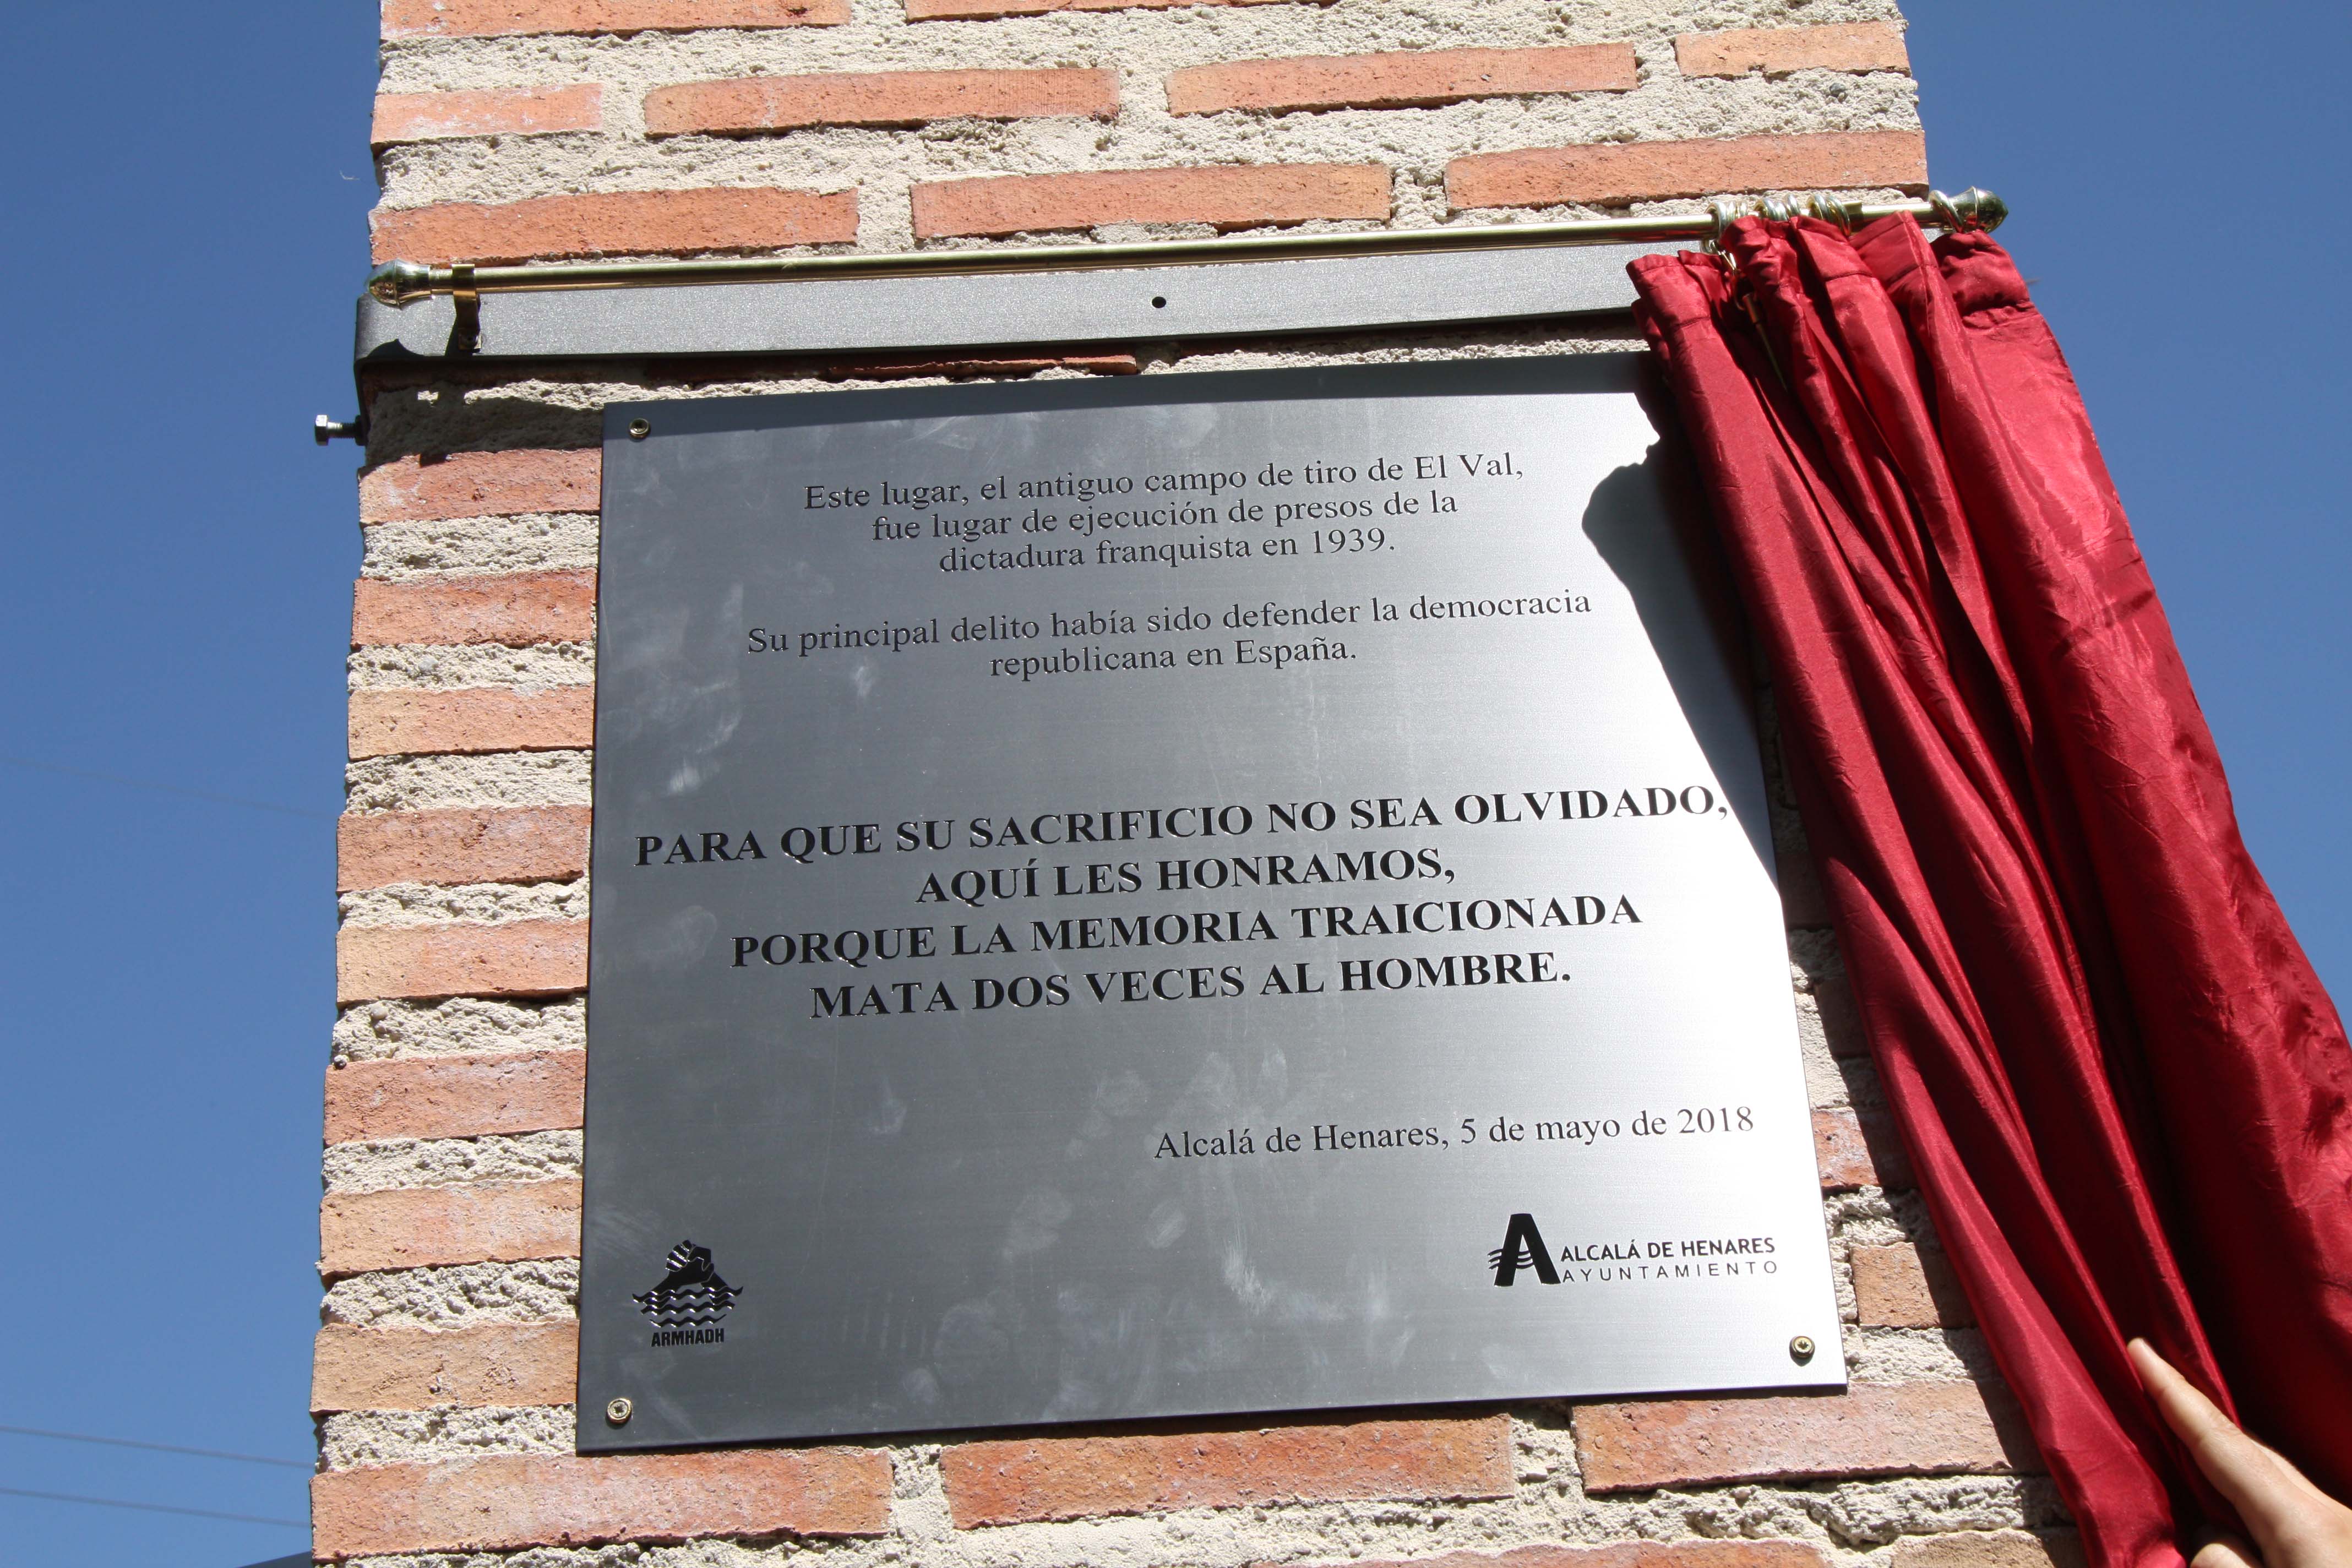 Este lugar, el antiguo campo de tiro de El Val,
fue lugar de ejecución de presos de la
dictadura franquista en 1939.
Su principal delito había sido defender la democracia
republicana en España.
PARA QUE SU SACRIFICIO NO SEA OLVIDADO,
AQUÍ LES HONRAMOS,
PORQUE LA MEMORIA TRAICIONADA
MATA DOS VECES AL HOMBRE.
Alcalá de Henares, 5 de mayo de 2018
ARMHADH
A ALCALÁ DE HENARES
AYUNTAMIENTO